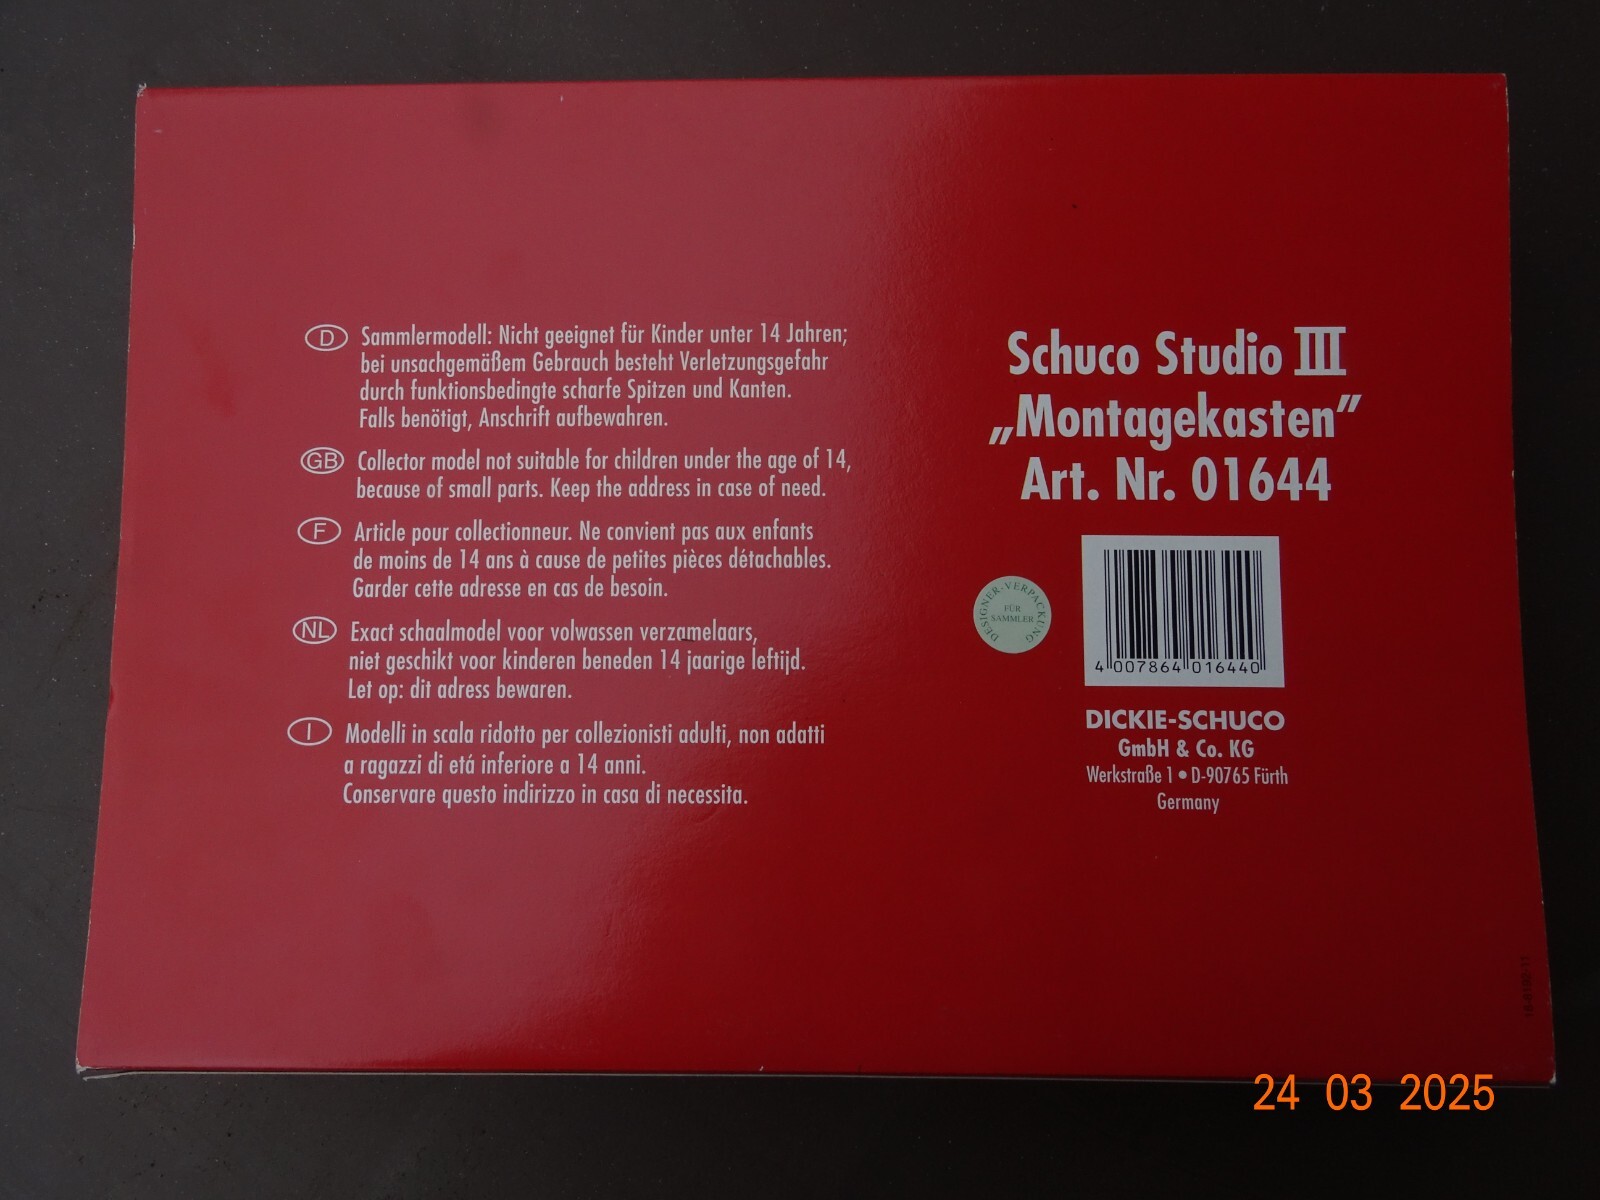 D Sammlermodell: Nicht geeignet für Kinder unter 14 Jahren;
bei unsachgemäßem Gebrauch besteht Verletzungsgefahr
durch funktionsbedingte scharfe Spitzen und Kanten.
Falls benötigt, Anschrift aufbewahren.
GB Collector model not suitable for children under the age of 14,
because of small parts. Keep the address in case of need.
F Article pour collectionneur. Ne convient pas aux enfants
de moins de 14 ans à cause de petites pièces détachables.
Garder cette adresse en cas de besoin.
NL Exact schaalmodel voor volwassen verzamelaars,
niet geschikt voor kinderen beneden 14 jaarige leftijd.
Let op: dit adress bewaren.
I Modelli in scala ridotto per collezionisti adulti, non adatti
a ragazzi di etá inferiore a 14 anni.
Conservare questo indirizzo in casa di necessita.
Schuco Studio III
„Montagekasten”
Art. Nr. 01644
DESIGNER-VERPACKUNG
FÜR
SAMMLER
4 007864 016440
DICKIE-SCHUCO
GmbH & Co. KG
Werkstraße 1 • D-90765 Fürth
Germany
24 03 2025